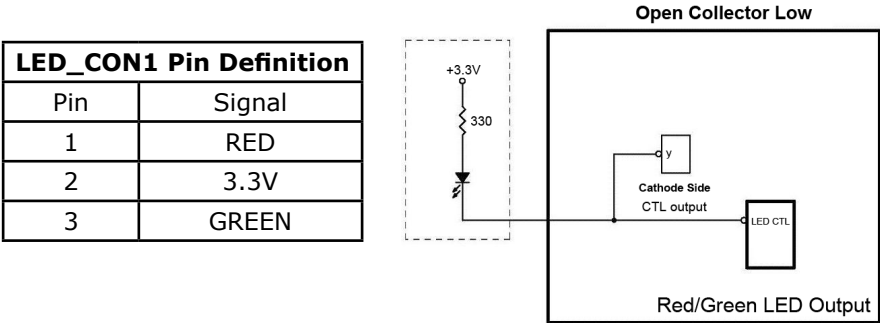 LED_CON1 Pin Definition
Pin Signal
1 RED
2 3.3V
3 GREEN
Open Collector Low
+3.3V
330
y
Cathode Side
CTL output
LED CTL
Red/Green LED Output